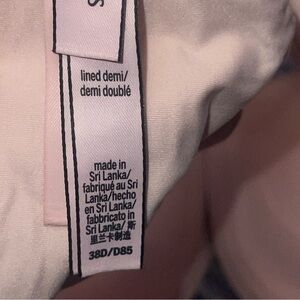 S
lined demi/
demi doublé
made in
Sri Lanka/
fabriqué au Sri
Lanka/hecho
en Sri Lanka/
fabbricato in
Sri Lanka/ 斯
里兰卡制造
38D/D85